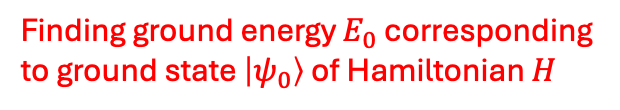 Finding ground energy E₀ corresponding
to ground state |ψ₀⟩ of Hamiltonian H